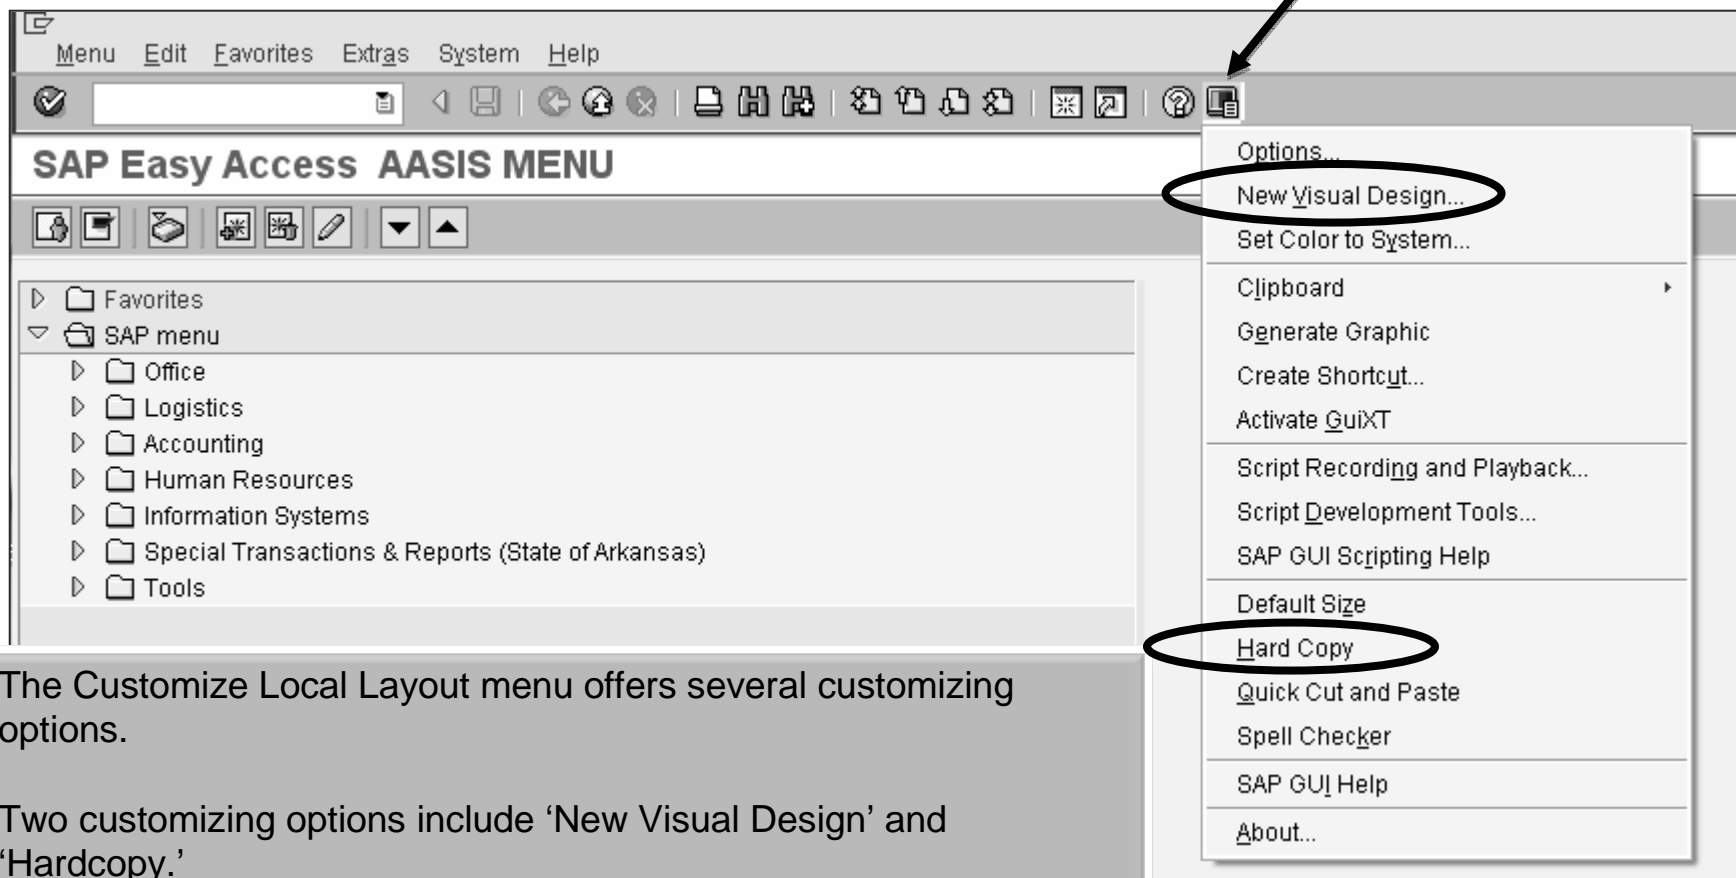 Menu Edit Favorites Extras System Help
SAP Easy Access AASIS MENU
Favorites
SAP menu
Office
Logistics
Accounting
Human Resources
Information Systems
Special Transactions & Reports (State of Arkansas)
Tools
Options...
New Visual Design...
Set Color to System...
Clipboard
Generate Graphic
Create Shortcut...
Activate GuiXT
Script Recording and Playback...
Script Development Tools...
SAP GUI Scripting Help
Default Size
Hard Copy
Quick Cut and Paste
Spell Checker
SAP GUI Help
About...
The Customize Local Layout menu offers several customizing
options.
Two customizing options include ‘New Visual Design’ and
‘Hardcopy.’